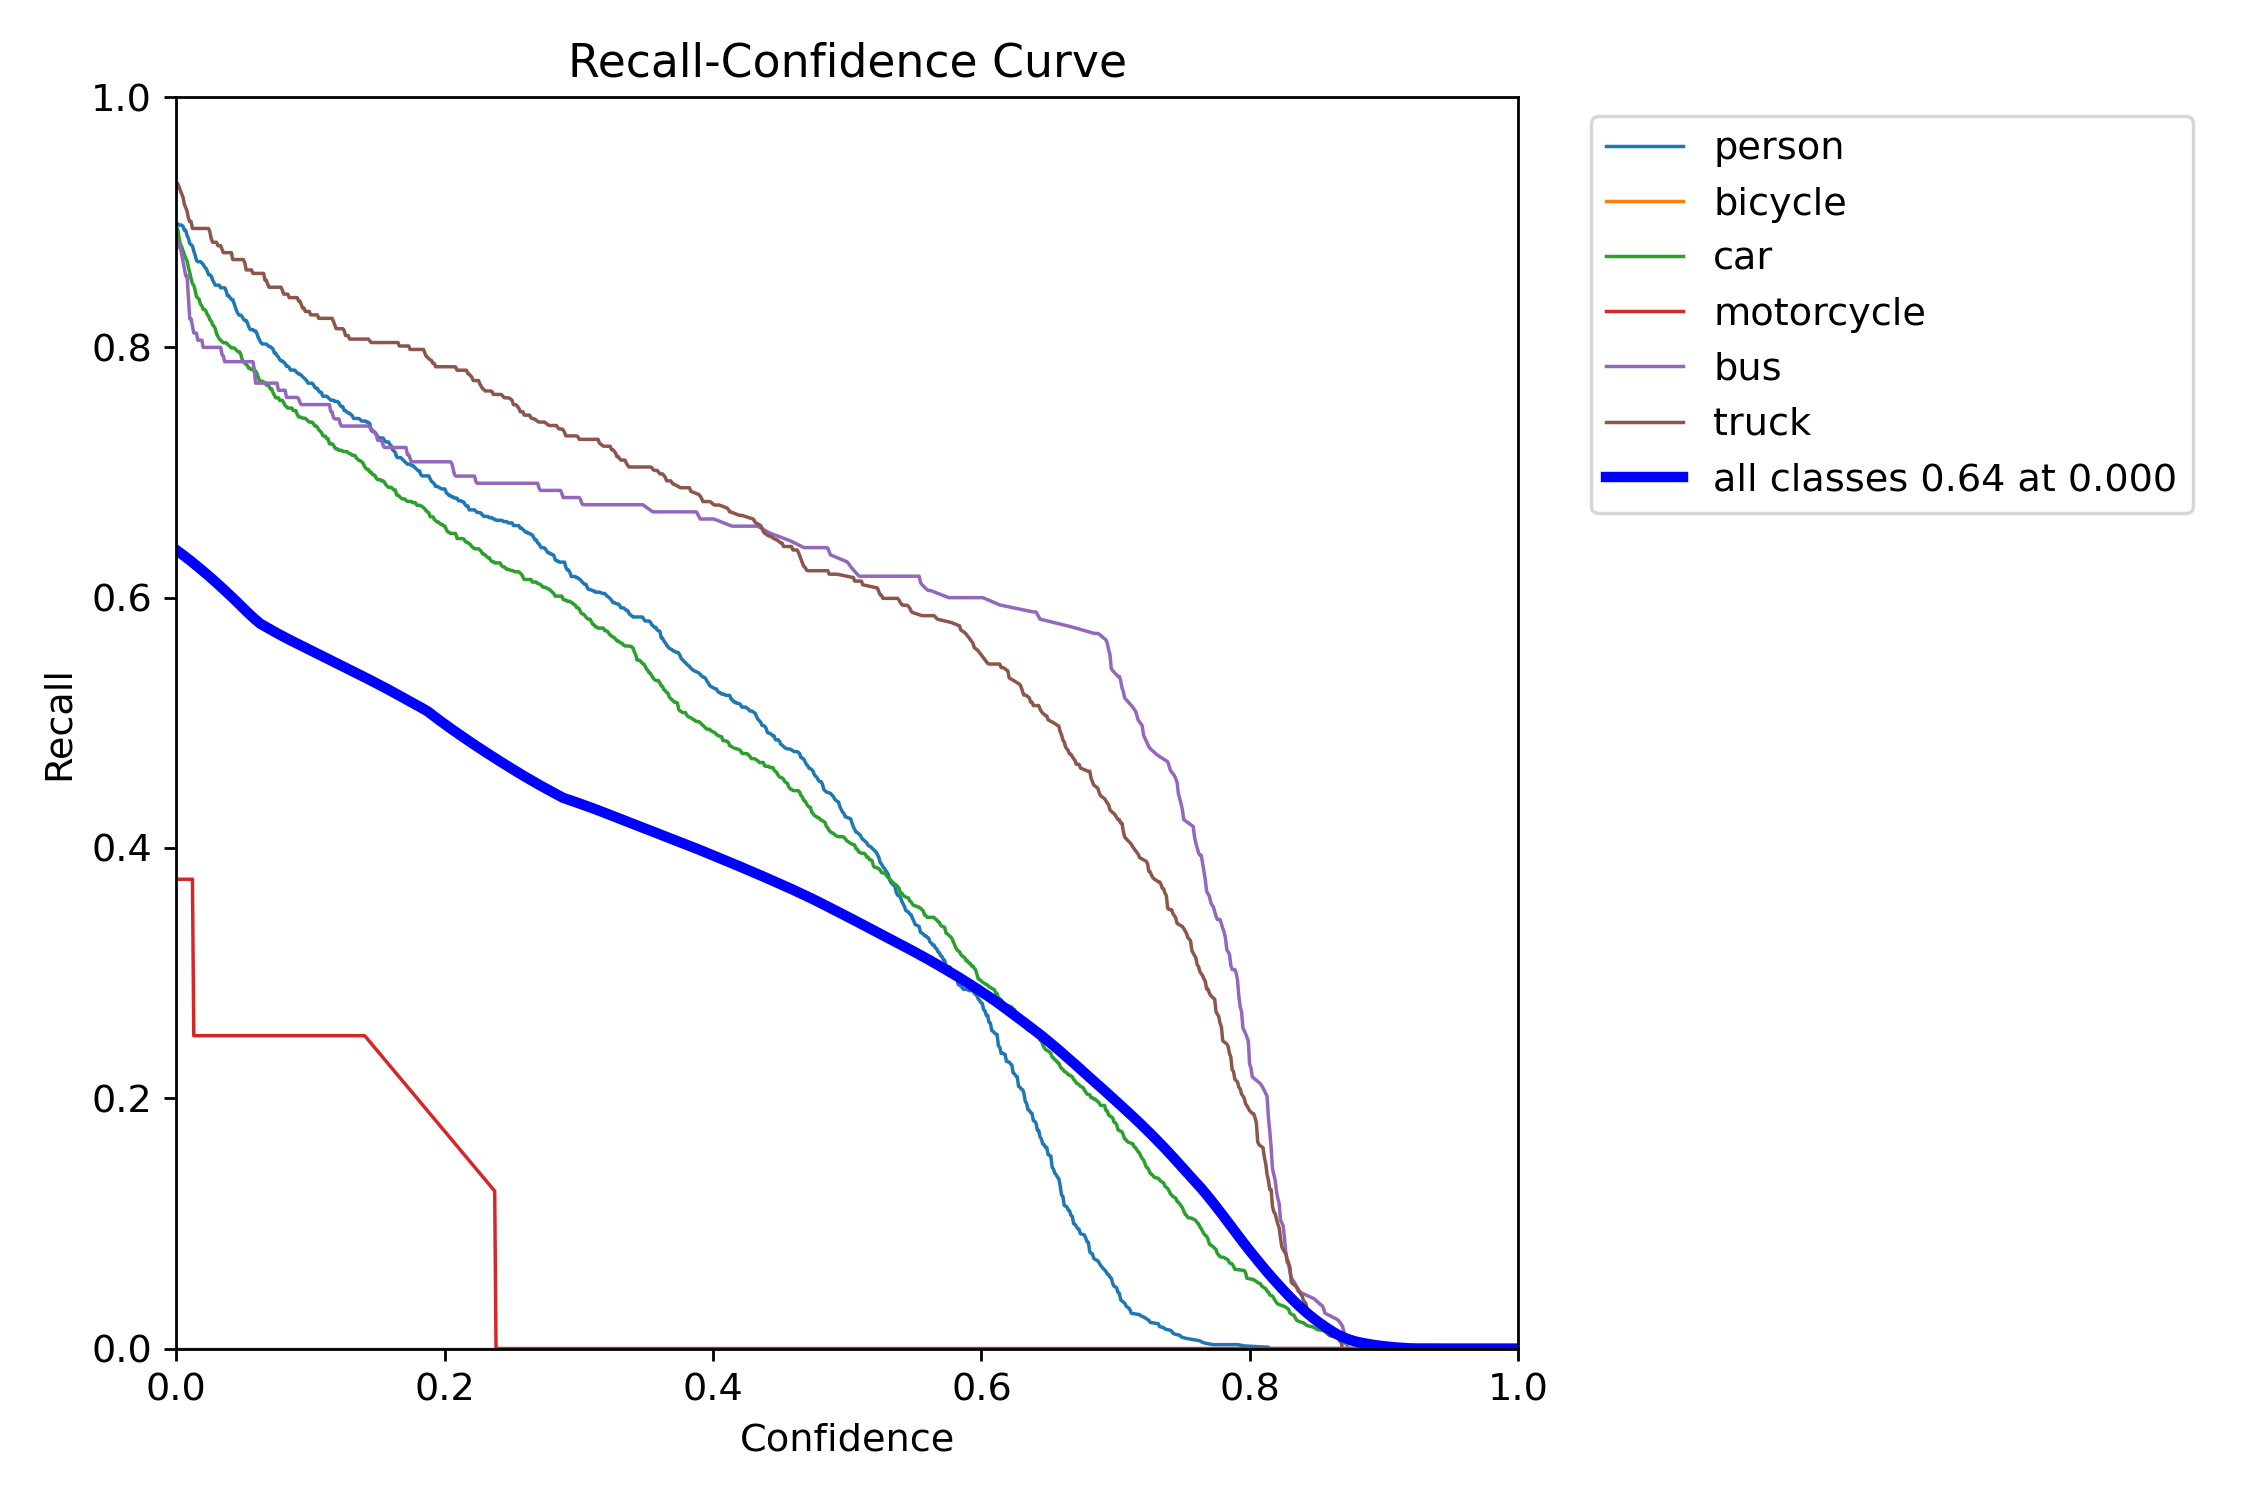 Recall-Confidence Curve
1.0
0.8
0.6
0.4
0.2
0.0
Recall
0.0 0.2 0.4 0.6 0.8 1.0
Confidence
person
bicycle
car
motorcycle
bus
truck
all classes 0.64 at 0.000